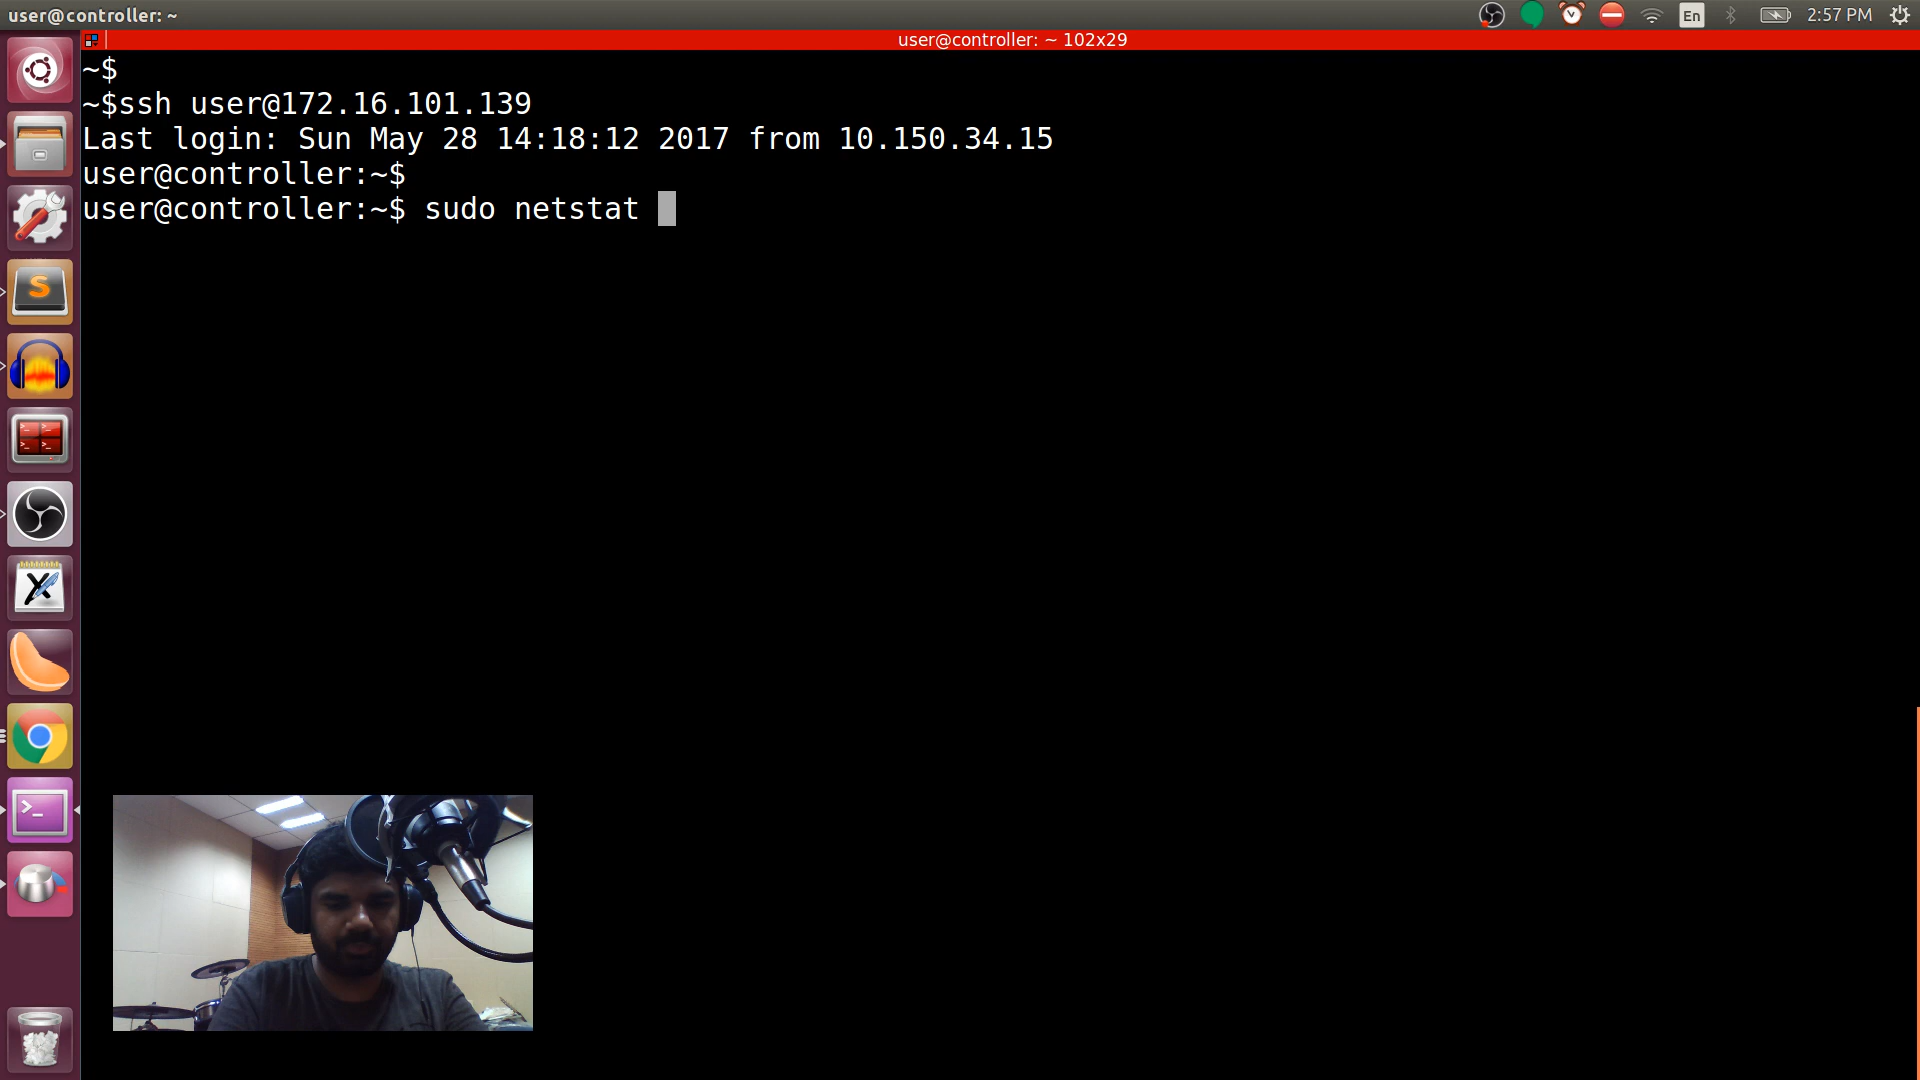 user@controller: ~
En
2:57 PM
user@controller: ~ 102x29
~$
~$ssh user@172.16.101.139
Last login: Sun May 28 14:18:12 2017 from 10.150.34.15
user@controller:~$
user@controller:~$ sudo netstat